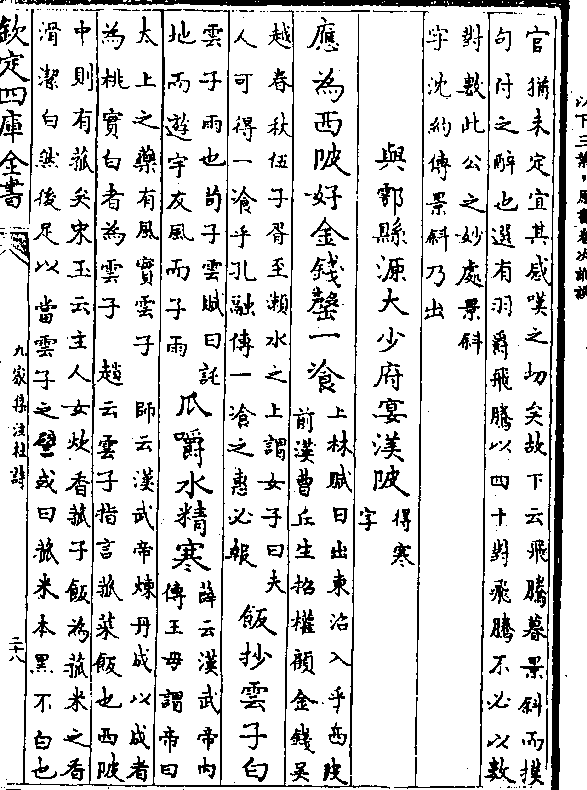 官猶未定宜其感嘆之切矣故下云飛騰暮景斜而摸
句付之醉也選有羽爵飛騰以四十對飛騰不必以數
對數此公之妙處景斜
字沈約傳景斜乃出
與鄠縣源大少府宴渼陂得寒字
應為西陂好金錢罄一飡上林賦曰出東沿入乎西陂
前漢曹丘生招權顧金錢吴
越春秋伍子胥至瀬水之上謂女子曰夫
人可得一飡乎孔融傳一飡之惠必報
飯抄雲子白
雲子雨也荀子雲賦曰託
地而遊宇友風而子雨
瓜嚼水精寒
薛云漢武帝内
傳王母謂帝曰
太上之藥有風實雲子
師云漢武帝煉丹成以成者
為桃實白者為雲子
趙云雲子指言菰菜飯也西陂
中則有菰矣宋玉云主人女炊香菰子飯為菰米之香
滑潔白然後足以當雲子之譬或曰菰米本黑不白也
欽定四庫全書
九家集注杜詩
二十八